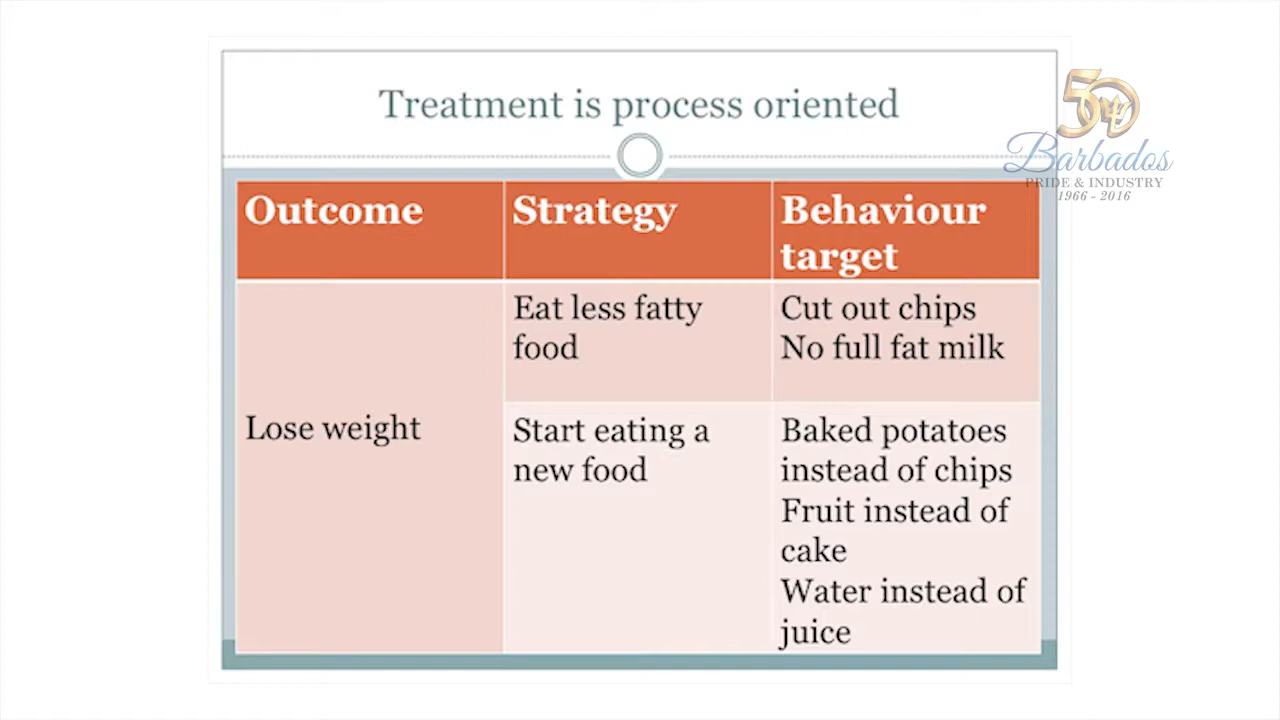 Treatment is process oriented
50
Barbados
PRIDE & INDUSTRY
1966 - 2016
Outcome
Strategy
Behaviour
target
Lose weight
Eat less fatty
food
Cut out chips
No full fat milk
Start eating a
new food
Baked potatoes
instead of chips
Fruit instead of
cake
Water instead of
juice